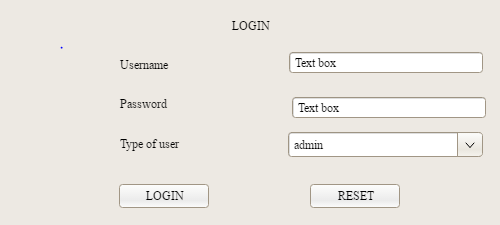 LOGIN
Username Text box
Password Text box
Type of user admin
LOGIN RESET